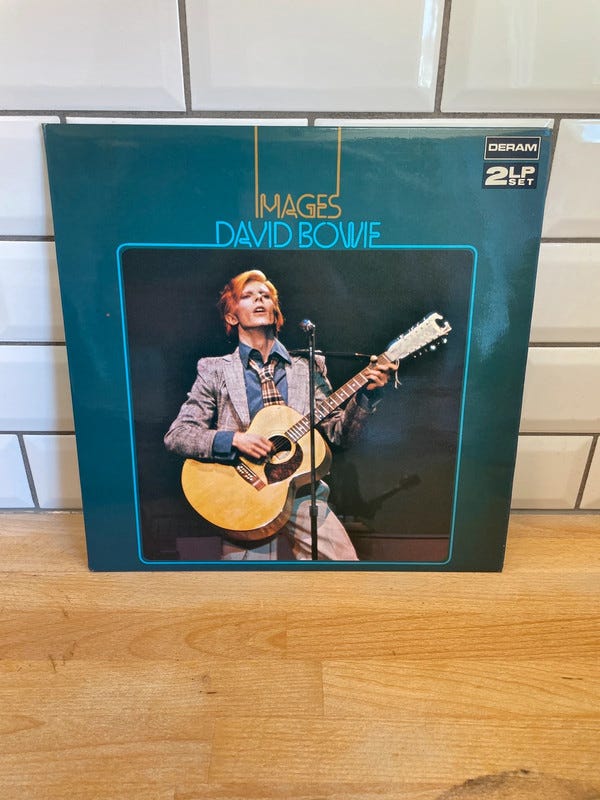 IMAGES
DAVID BOWIE
DERAM
2LP
SET